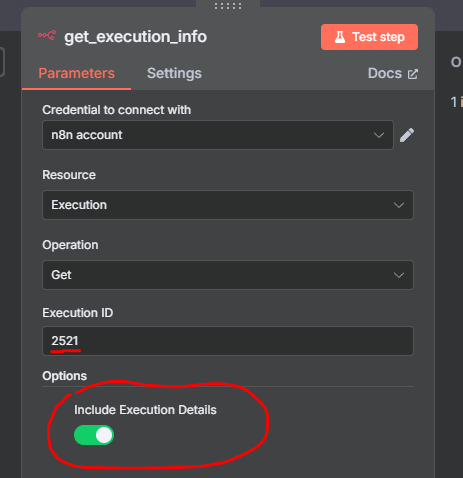 get_execution_info
Test step
Parameters
Settings
Docs
Credential to connect with
n8n account
Resource
Execution
Operation
Get
Execution ID
2521
Options
Include Execution Details
O
1 i